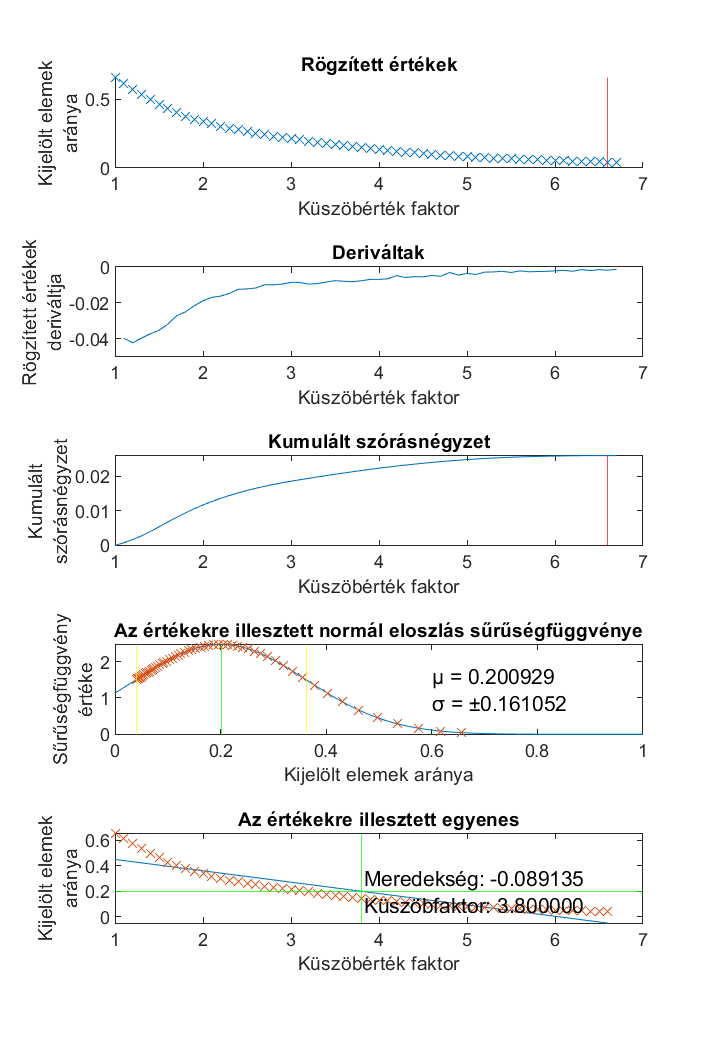 Rögzített értékek
Kijelölt elemek
aránya
0.5
0
1 2 3 4 5 6 7
Küszöbérték faktor
Deriváltak
Rögzített értékek
deriváltja
0
-0.02
-0.04
1 2 3 4 5 6 7
Küszöbérték faktor
Kumulált szórásnégyzet
Kumulált
szórásnégyzet
0.02
0.01
0
1 2 3 4 5 6 7
Küszöbérték faktor
Az értékekre illesztett normál eloszlás sűrűségfüggvénye
Sűrűségfüggvény
értéke
2
1
0
μ = 0.200929
σ = ±0.161052
0 0.2 0.4 0.6 0.8 1
Kijelölt elemek aránya
Az értékekre illesztett egyenes
Kijelölt elemek
aránya
0.6
0.4
0.2
0
Meredekség: -0.089135
Küszöbfaktor: 3.800000
1 2 3 4 5 6 7
Küszöbérték faktor